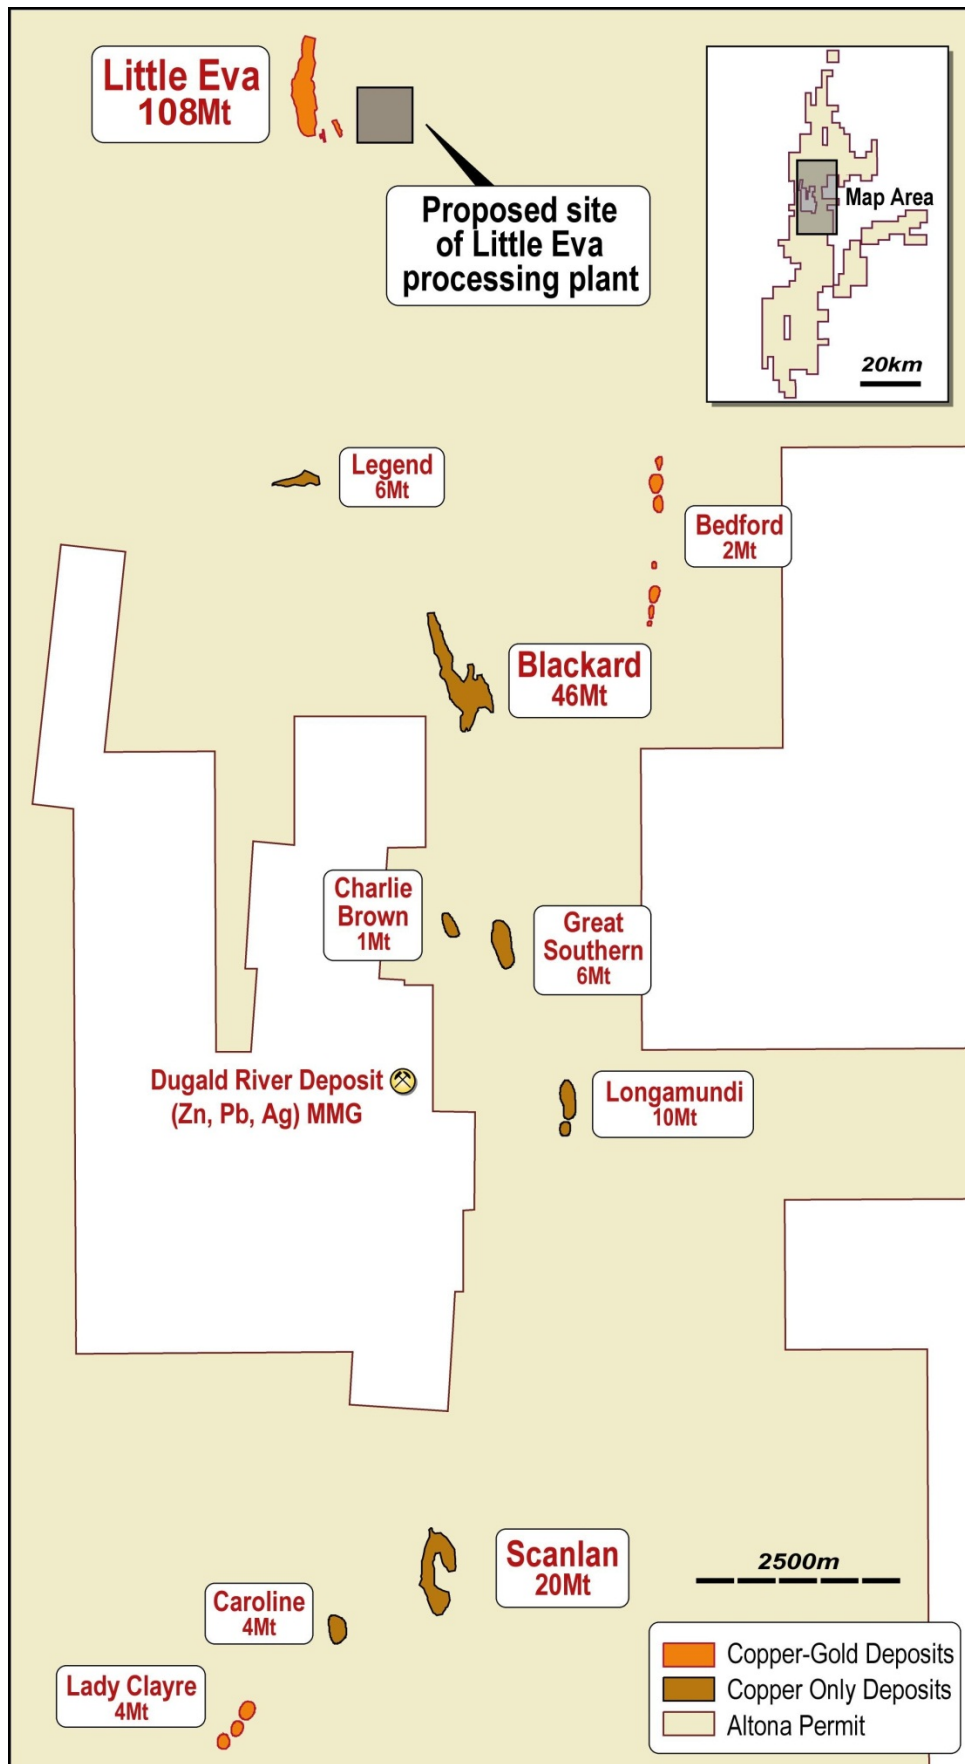 Little Eva
108Mt
Proposed site
of Little Eva
processing plant
Map Area
20km
Legend
6Mt
Bedford
2Mt
Blackard
46Mt
Charlie
Brown
1Mt
Great
Southern
6Mt
Dugald River Deposit
(Zn, Pb, Ag) MMG
Longamundi
10Mt
Scanlan
20Mt
2500m
Caroline
4Mt
Lady Clayre
4Mt
Copper-Gold Deposits
Copper Only Deposits
Altona Permit